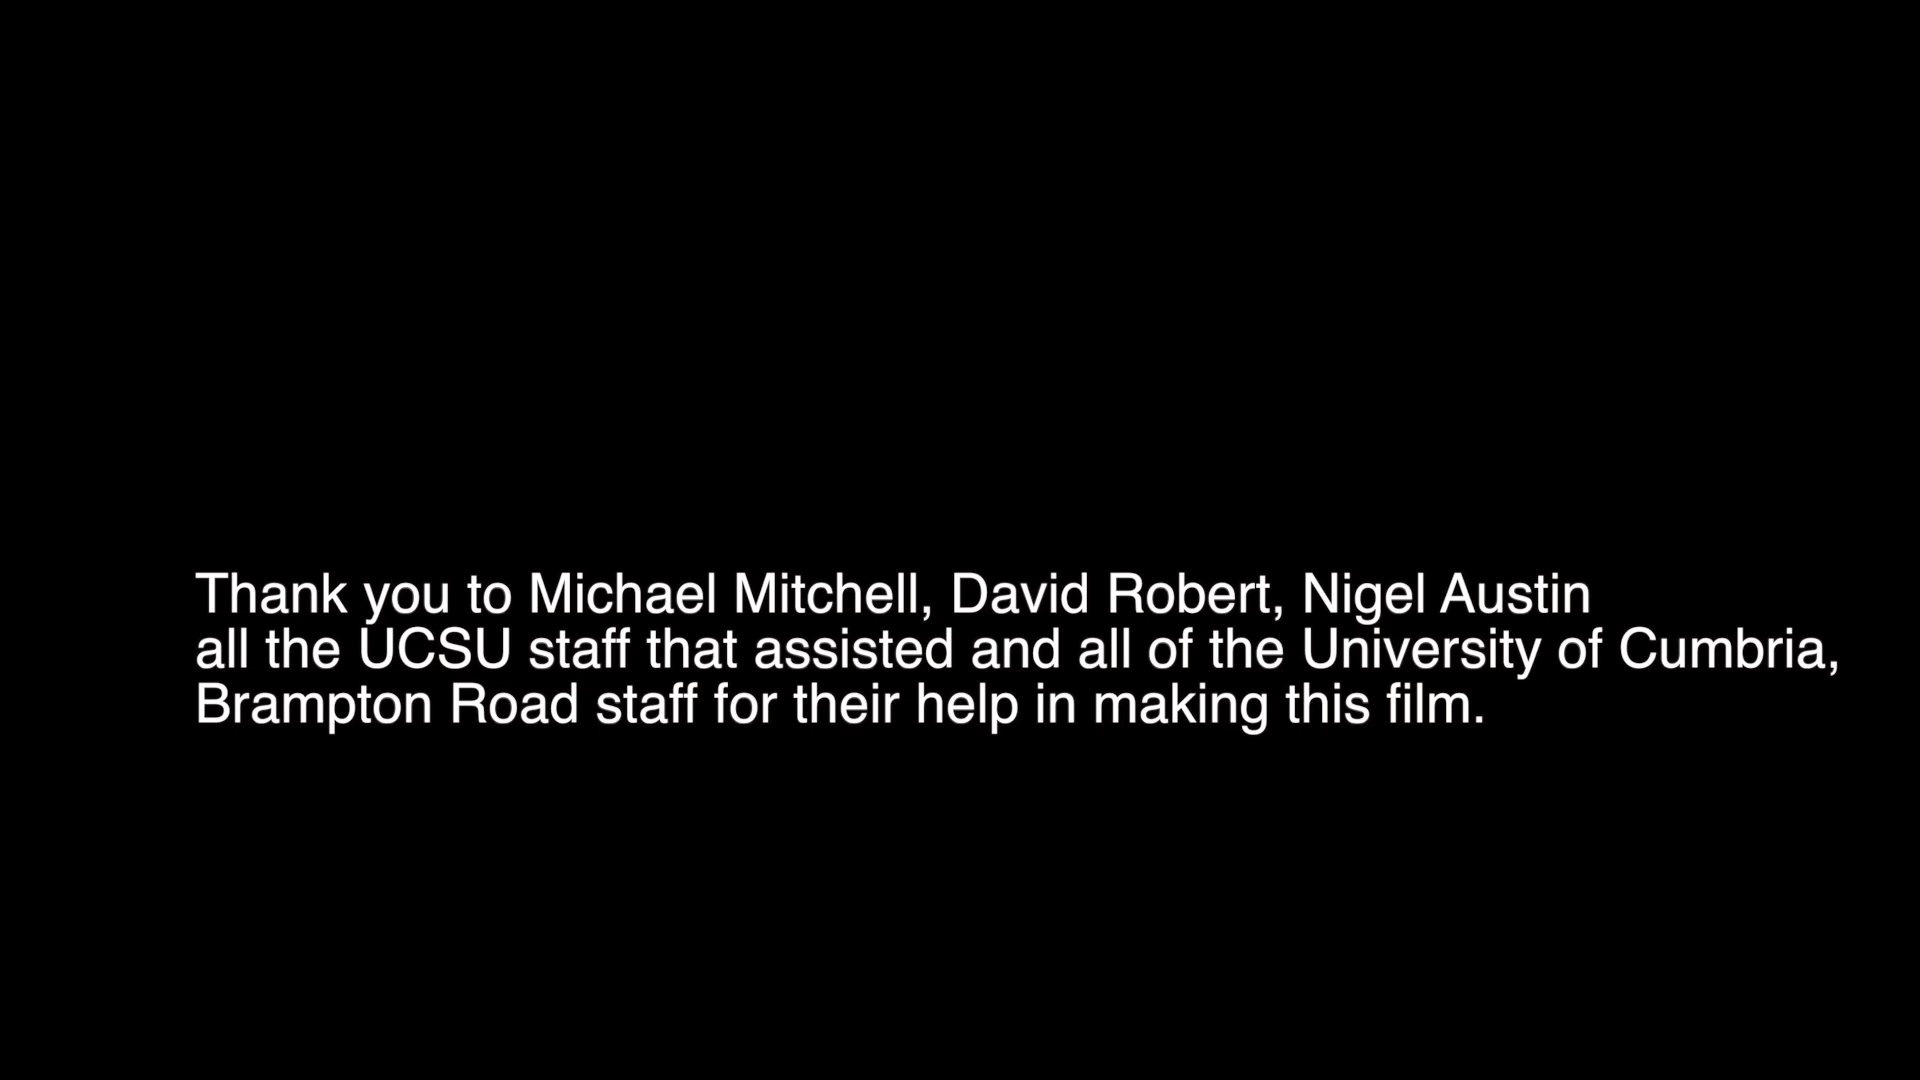 Thank you to Michael Mitchell, David Robert, Nigel Austin
all the UCSU staff that assisted and all of the University of Cumbria,
Brampton Road staff for their help in making this film.